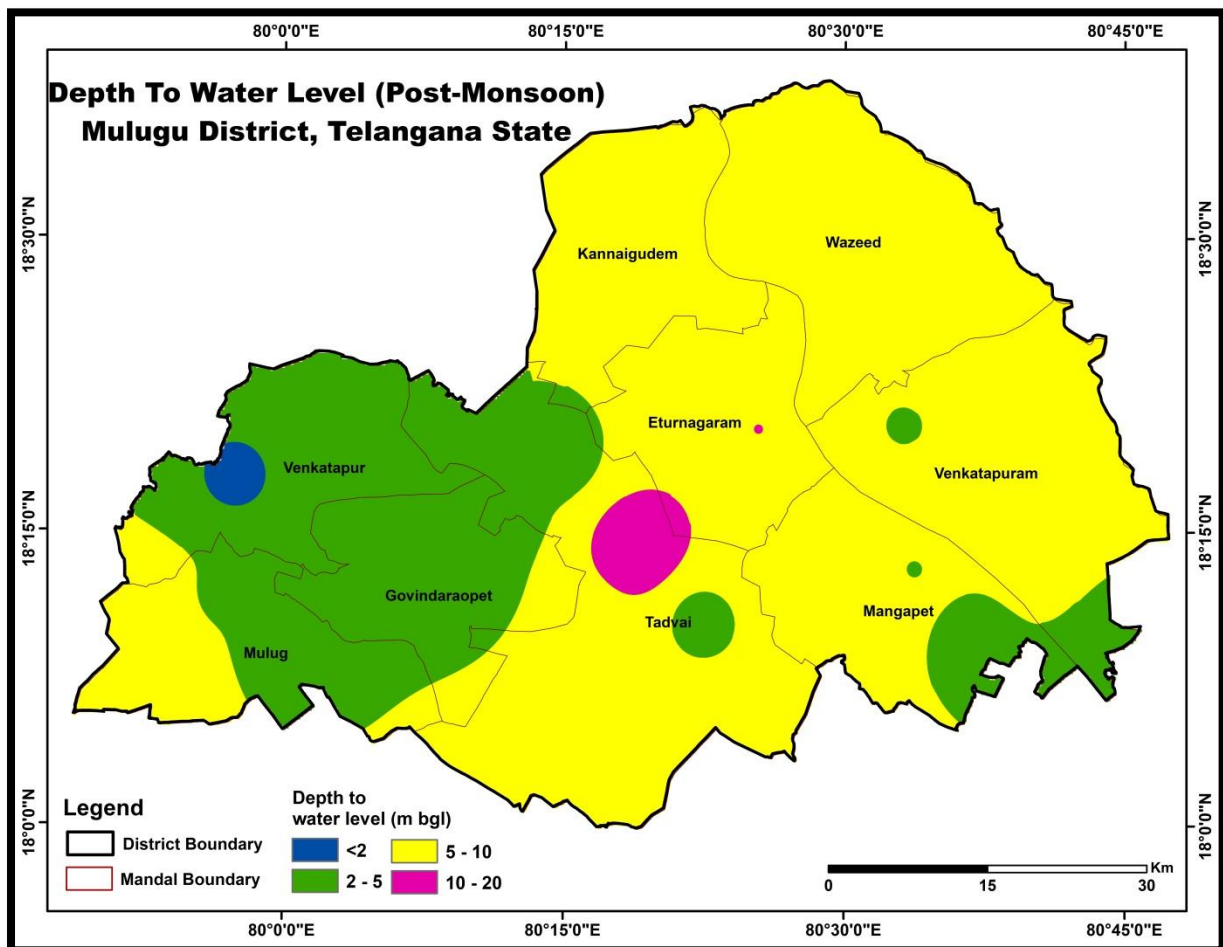 80°0'0"E 80°15'0"E 80°30'0"E 80°45'0"E
Depth To Water Level (Post-Monsoon)
Mulugu District, Telangana State
18°30'0"N
18°30'0"N
Kannaigudem
Wazeed
Eturnagaram
Venkatapur
Venkatapuram
18°15'0"N
18°15'0"N
Govindaraopet
Mangapet
Tadvai
Mulug
18°0'0"N
18°0'0"N
Legend
District Boundary
Mandal Boundary
Depth to
water level (m bgl)
<2 5 - 10
2 - 5 10 - 20
Km
0 15 30
80°0'0"E 80°15'0"E 80°30'0"E 80°45'0"E